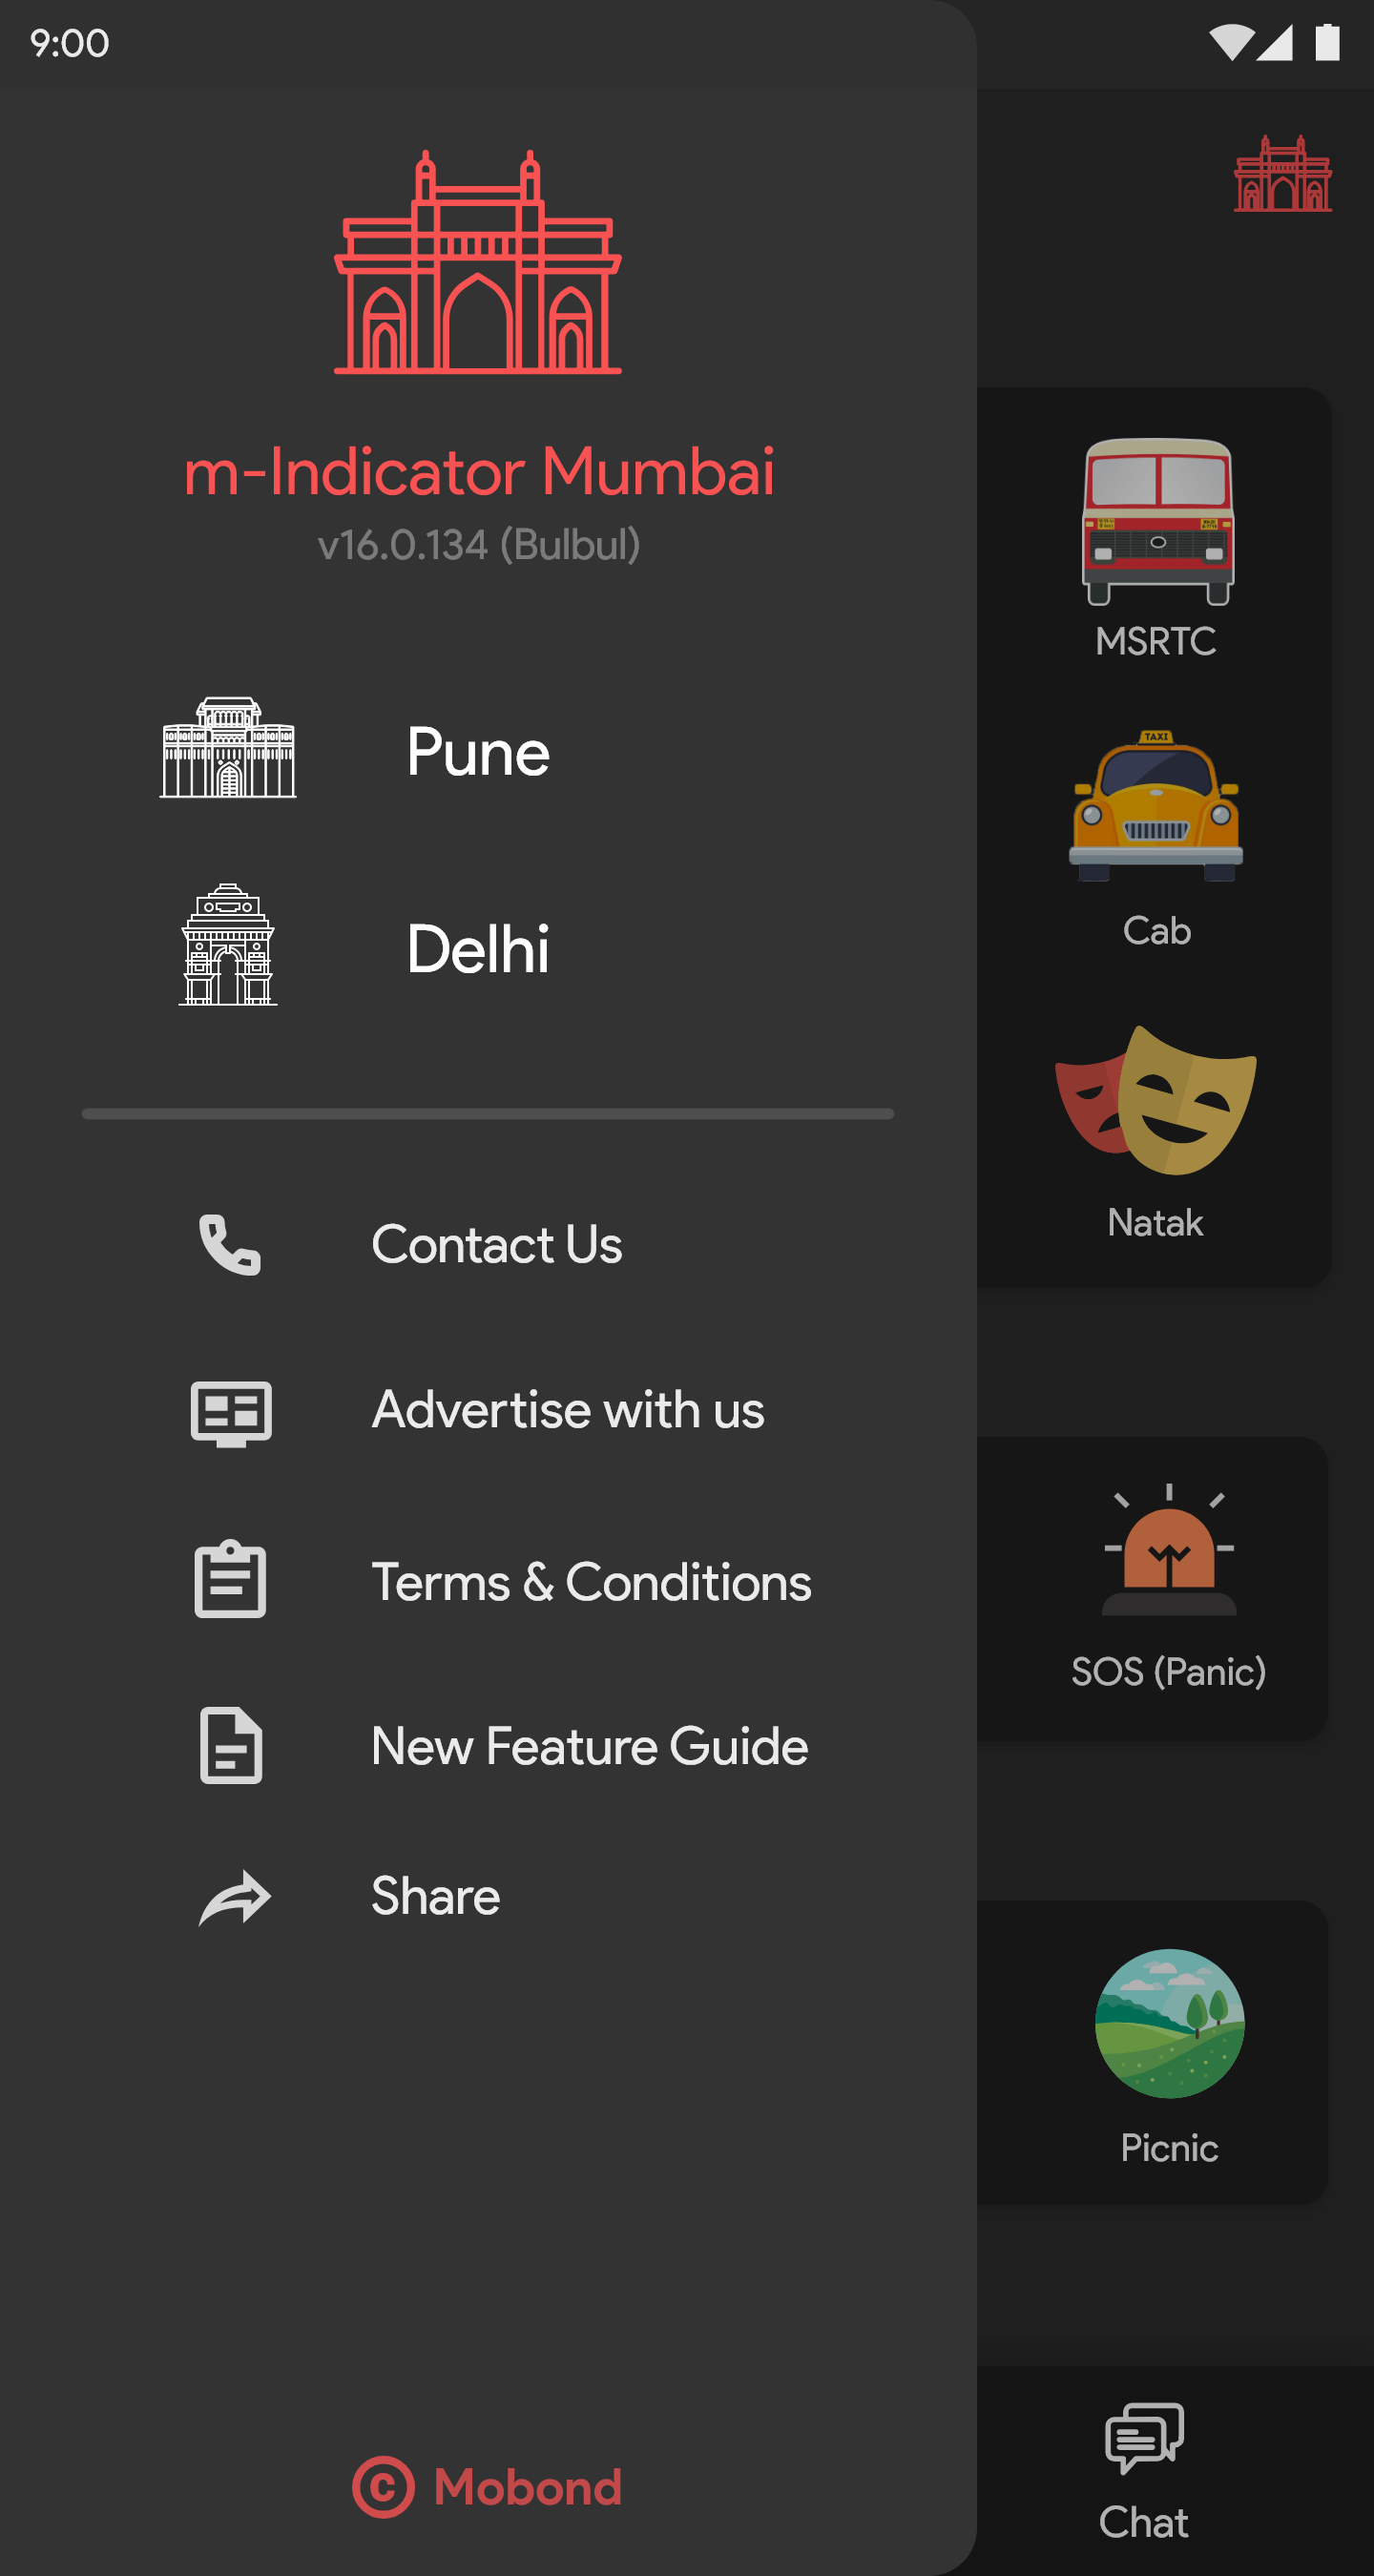 9:00
m-Indicator Mumbai
v16.0.134 (Bulbul)
Pune
Delhi
Contact Us
Advertise with us
Terms & Conditions
New Feature Guide
Share
© Mobond
MSRTC
TAXI
Cab
Natak
SOS (Panic)
Picnic
Chat